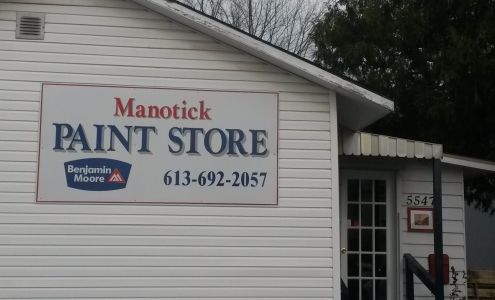 Manotick
PAINT STORE
Benjamin
Moore
613-692-2057
5547